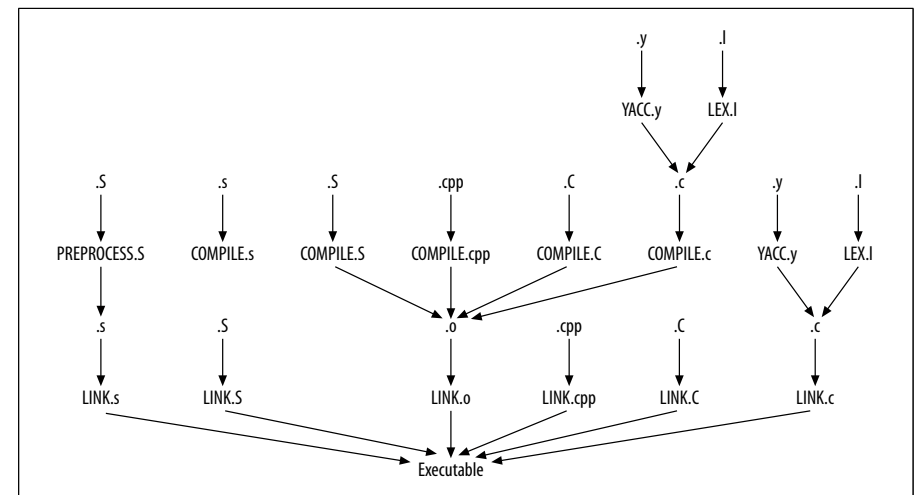 .y .l
YACC.y LEX.l
.S .s .S .cpp .C .c .y .l
PREPROCESS.S COMPILE.s COMPILE.S COMPILE.cpp COMPILE.C COMPILE.c YACC.y LEX.l
.s .S .o .cpp .C .c
LINK.s LINK.S LINK.o LINK.cpp LINK.C LINK.c
Executable